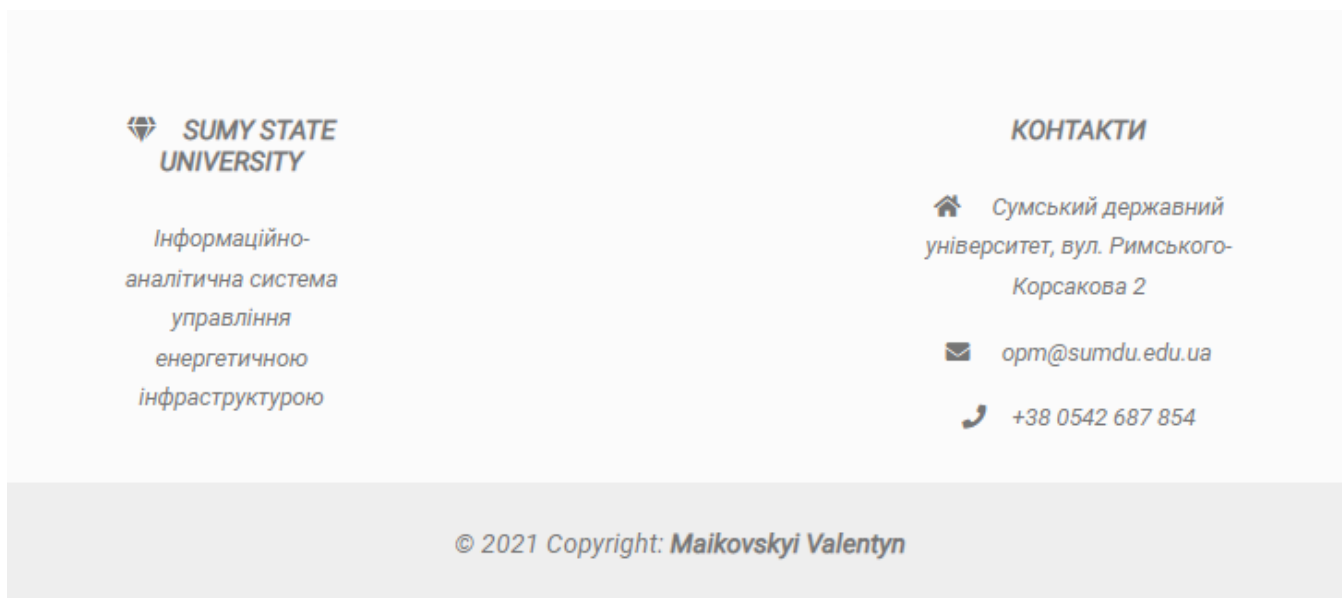 SUMY STATE
UNIVERSITY
Інформаційно-
аналітична система
управління
енергетичною
інфраструктурою
КОНТАКТИ
Сумський державний
університет, вул. Римського-
Корсакова 2
opm@sumdu.edu.ua
+38 0542 687 854
© 2021 Copyright: Maikovskyi Valentyn